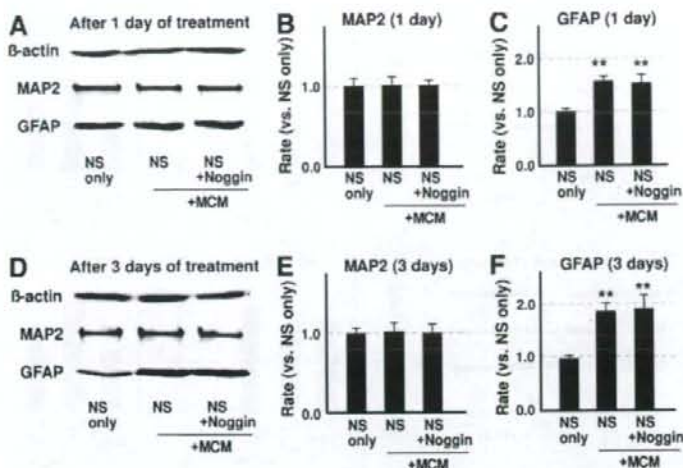 A After 1 day of treatment
ß-actin
MAP2
GFAP
NS only
NS
NS +Noggin
+MCM
B MAP2 (1 day)
Rate (vs. NS only)
1.0
0.0
NS only
NS
NS +Noggin
+MCM
C GFAP (1 day)
Rate (vs. NS only)
2.0
1.0
0.0
** **
NS only
NS
NS +Noggin
+MCM
D After 3 days of treatment
ß-actin
MAP2
GFAP
NS only
NS
NS +Noggin
+MCM
E MAP2 (3 days)
Rate (vs. NS only)
1.0
0.0
NS only
NS
NS +Noggin
+MCM
F GFAP (3 days)
Rate (vs. NS only)
2.0
1.0
0.0
** **
NS only
NS
NS +Noggin
+MCM